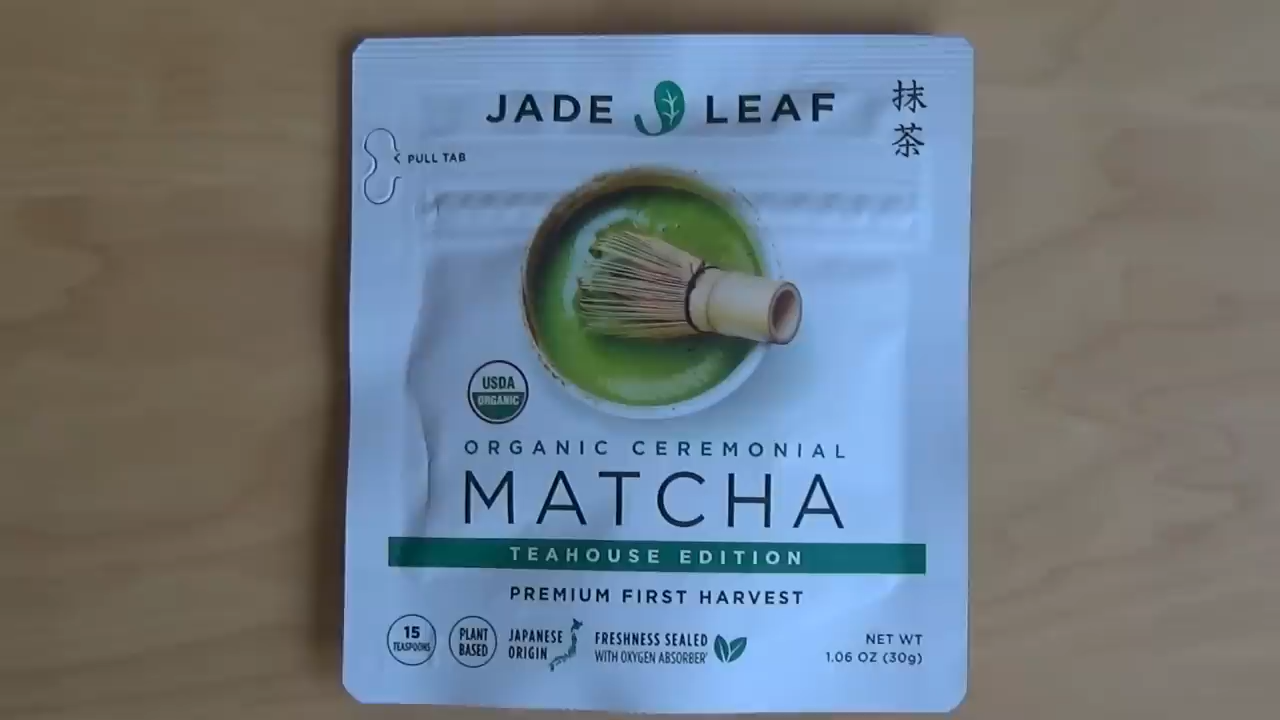 JADE LEAF
抹茶
< PULL TAB
USDA
ORGANIC
ORGANIC CEREMONIAL
MATCHA
TEAHOUSE EDITION
PREMIUM FIRST HARVEST
15
TEASPOONS
PLANT
BASED
JAPANESE
ORIGIN
FRESHNESS SEALED
WITH OXYGEN ABSORBER*
NET WT
1.06 OZ (30g)